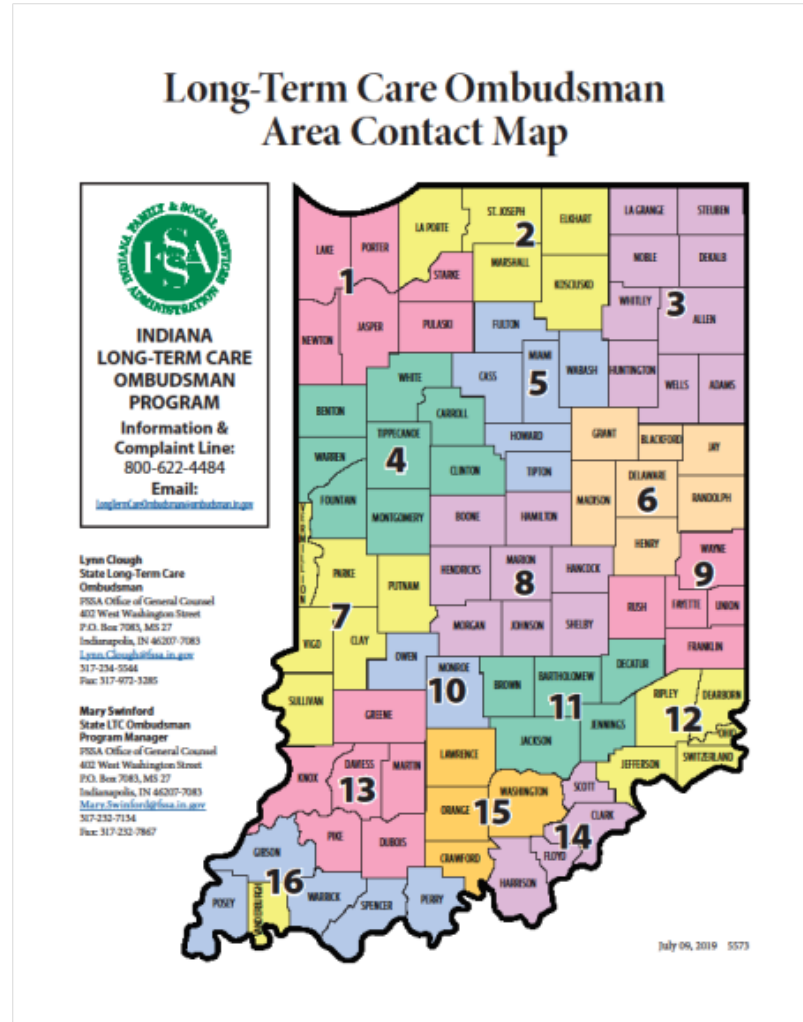 Long-Term Care Ombudsman
Area Contact Map
INDIANA FAMILY & SOCIAL SERVICES ADMINISTRATION
FSSA
INDIANA
LONG-TERM CARE
OMBUDSMAN
PROGRAM
Information &
Complaint Line:
800-622-4484
Email:
LongTermCareOmbudsman@ombudsman.in.gov
Lynn Clough
State Long-Term Care
Ombudsman
FSSA Office of General Counsel
402 West Washington Street
P.O. Box 7083, MS 27
Indianapolis, IN 46207-7083
Lynn.Clough@fssa.in.gov
317-234-5544
Fax: 317-972-3285
Mary Swinford
State LTC Ombudsman
Program Manager
FSSA Office of General Counsel
402 West Washington Street
P.O. Box 7083, MS 27
Indianapolis, IN 46207-7083
Mary.Swinford@fssa.in.gov
317-232-7134
Fax: 317-232-7867
LAKE
PORTER
LA PORTE
ST. JOSEPH
ELKHART
LA GRANGE
STEUBEN
1
2
STARKE
MARSHALL
KOSCIUSKO
NOBLE
DEKALB
NEWTON
JASPER
PULASKI
FULTON
WHITLEY
3
ALLEN
WHITE
CASS
MIAMI
5
WABASH
HUNTINGTON
WELLS
ADAMS
BENTON
CARROLL
TIPPECANOE
4
HOWARD
GRANT
BLACKFORD
JAY
WARREN
CLINTON
TIPTON
MADISON
DELAWARE
6
RANDOLPH
FOUNTAIN
MONTGOMERY
BOONE
HAMILTON
HENRY
WAYNE
9
VERMILLION
PARKE
PUTNAM
HENDRICKS
MARION
8
HANCOCK
RUSH
FAYETTE
UNION
7
VIGO
CLAY
MORGAN
JOHNSON
SHELBY
FRANKLIN
OWEN
MONROE
10
BROWN
BARTHOLOMEW
11
DECATUR
SULLIVAN
GREENE
JACKSON
JENNINGS
RIPLEY
DEARBORN
12
OHIO
SWITZERLAND
JEFFERSON
KNOX
DAVIESS
13
MARTIN
LAWRENCE
WASHINGTON
15
ORANGE
SCOTT
CLARK
14
FLOYD
PIKE
DUBOIS
CRAWFORD
HARRISON
GIBSON
16
POSEY
VANDERBURGH
WARRICK
SPENCER
PERRY
July 09, 2019 5573